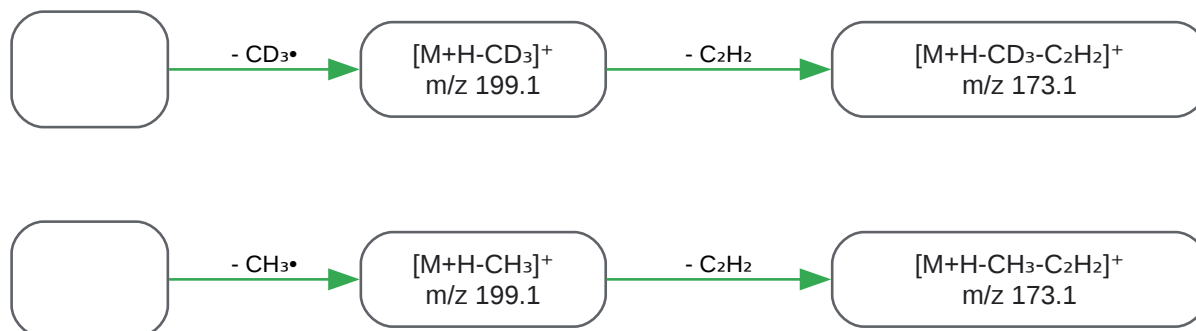 - CD₃•
[M+H-CD₃]⁺
m/z 199.1
- C₂H₂
[M+H-CD₃-C₂H₂]⁺
m/z 173.1
- CH₃•
[M+H-CH₃]⁺
m/z 199.1
- C₂H₂
[M+H-CH₃-C₂H₂]⁺
m/z 173.1